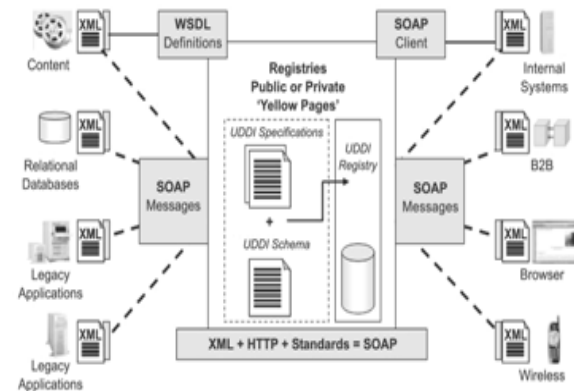 XML
Content
WSDL
Definitions
SOAP
Client
XML
Internal
Systems
Registries
Public or Private
'Yellow Pages'
XML
Relational
Databases
UDDI Specifications
+
UDDI Schema
UDDI
Registry
XML
B2B
SOAP
Messages
SOAP
Messages
XML
Legacy
Applications
XML
Browser
XML
Legacy
Applications
XML
Wireless
XML + HTTP + Standards = SOAP